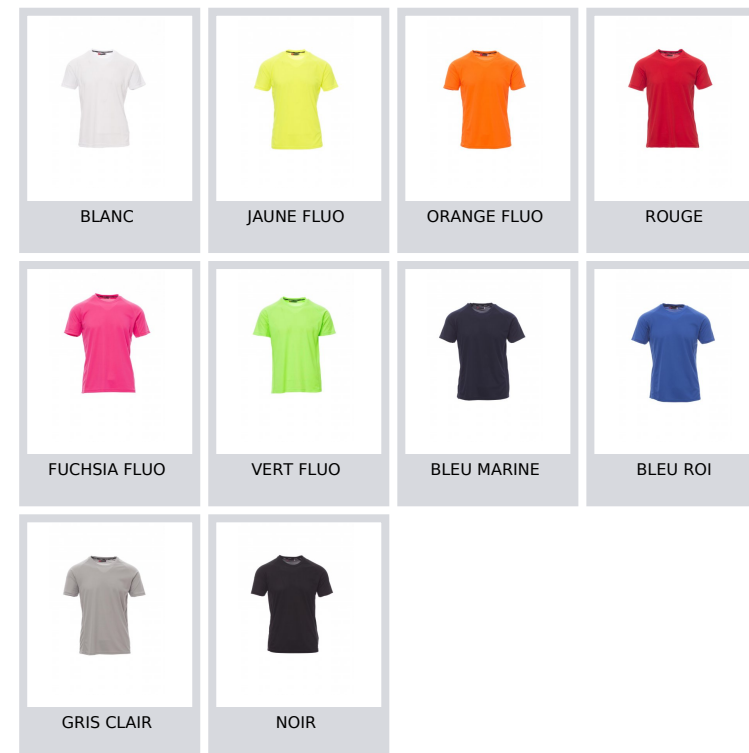 BLANC
JAUNE FLUO
ORANGE FLUO
ROUGE
FUCHSIA FLUO
VERT FLUO
BLEU MARINE
BLEU ROI
GRIS CLAIR
NOIR